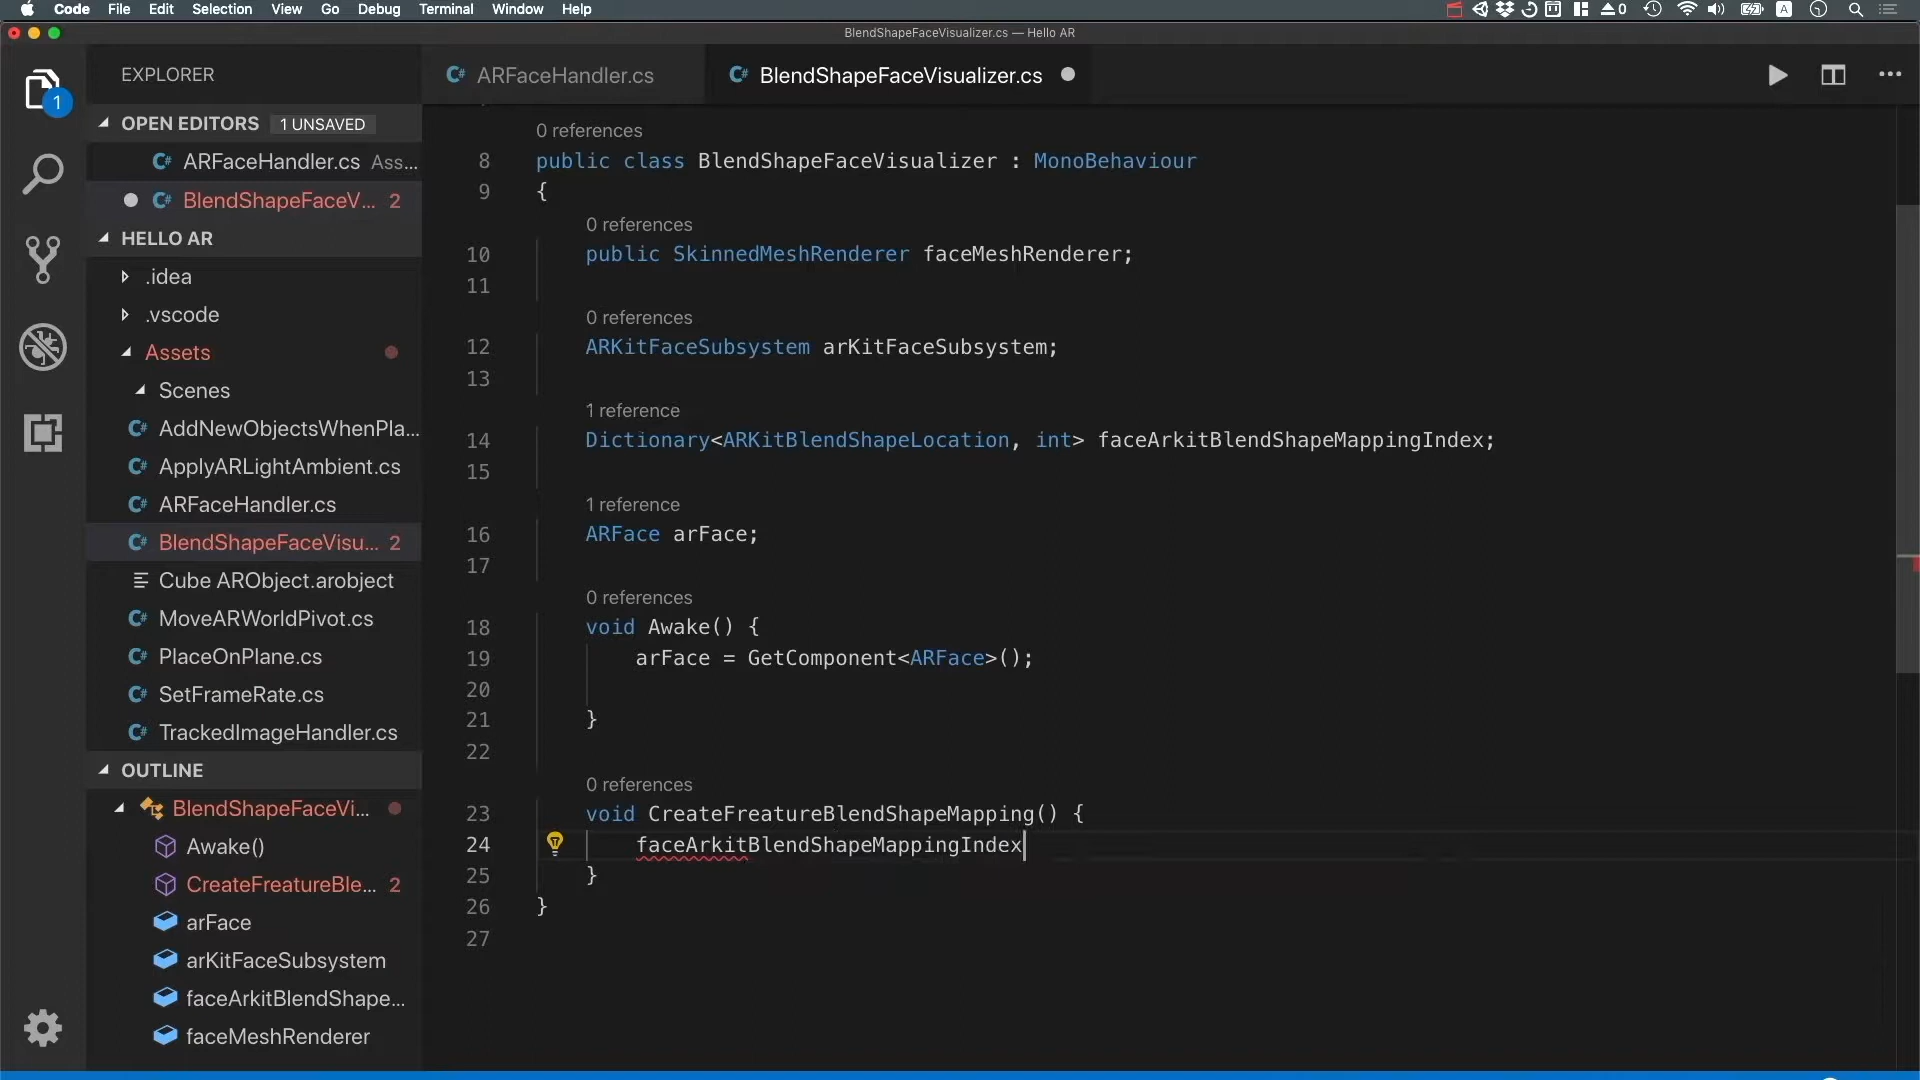 Code File Edit Selection View Go Debug Terminal Window Help
0 A
BlendShapeFaceVisualizer.cs — Hello AR
EXPLORER
1
OPEN EDITORS 1 UNSAVED
C# ARFaceHandler.cs Ass...
C# BlendShapeFaceV... 2
HELLO AR
.idea
.vscode
Assets
Scenes
C# AddNewObjectsWhenPla...
C# ApplyARLightAmbient.cs
C# ARFaceHandler.cs
C# BlendShapeFaceVisu... 2
Cube ARObject.arobject
C# MoveARWorldPivot.cs
C# PlaceOnPlane.cs
C# SetFrameRate.cs
C# TrackedImageHandler.cs
OUTLINE
BlendShapeFaceVi...
Awake()
CreateFreatureBle... 2
arFace
arKitFaceSubsystem
faceArkitBlendShape...
faceMeshRenderer
C# ARFaceHandler.cs
C# BlendShapeFaceVisualizer.cs
0 references
8 public class BlendShapeFaceVisualizer : MonoBehaviour
9 {
0 references
10 public SkinnedMeshRenderer faceMeshRenderer;
11
0 references
12 ARKitFaceSubsystem arKitFaceSubsystem;
13
1 reference
14 Dictionary<ARKitBlendShapeLocation, int> faceArkitBlendShapeMappingIndex;
15
1 reference
16 ARFace arFace;
17
0 references
18 void Awake() {
19 arFace = GetComponent<ARFace>();
20
21 }
22
0 references
23 void CreateFreatureBlendShapeMapping() {
24 faceArkitBlendShapeMappingIndex
25 }
26 }
27